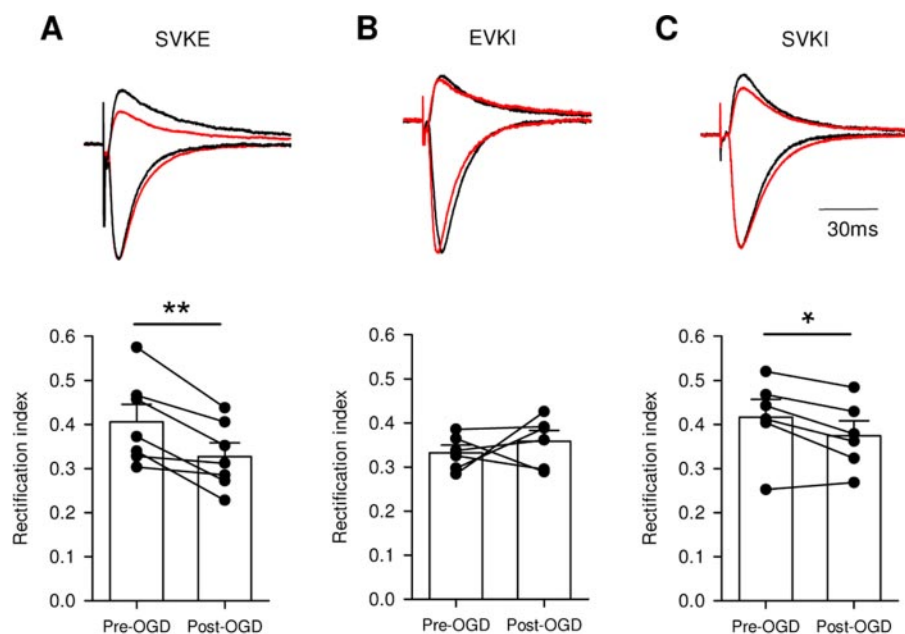 A
SVKE
B
EVKI
C
SVKI
30ms
**
*
Rectification index
0.6
0.5
0.4
0.3
0.2
0.1
0.0
Pre-OGD Post-OGD
Rectification index
0.6
0.5
0.4
0.3
0.2
0.1
0.0
Pre-OGD Post-OGD
Rectification index
0.6
0.5
0.4
0.3
0.2
0.1
0.0
Pre-OGD Post-OGD